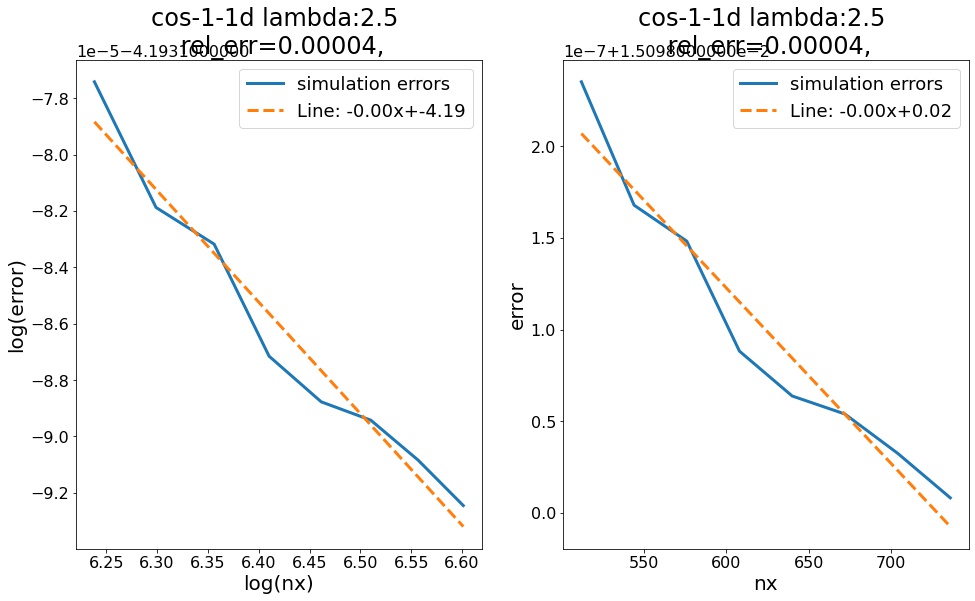 cos-1-1d lambda:2.5
rel_err=0.00004,
1e−5−4.1931000000
simulation errors
Line: -0.00x+-4.19
−7.8
−8.0
−8.2
−8.4
−8.6
−8.8
−9.0
−9.2
log(error)
6.25
6.30
6.35
6.40
6.45
6.50
6.55
6.60
log(nx)
cos-1-1d lambda:2.5
rel_err=0.00004,
1e−7+1.5098000000e−2
simulation errors
Line: -0.00x+0.02
2.0
1.5
1.0
0.5
0.0
error
550
600
650
700
nx